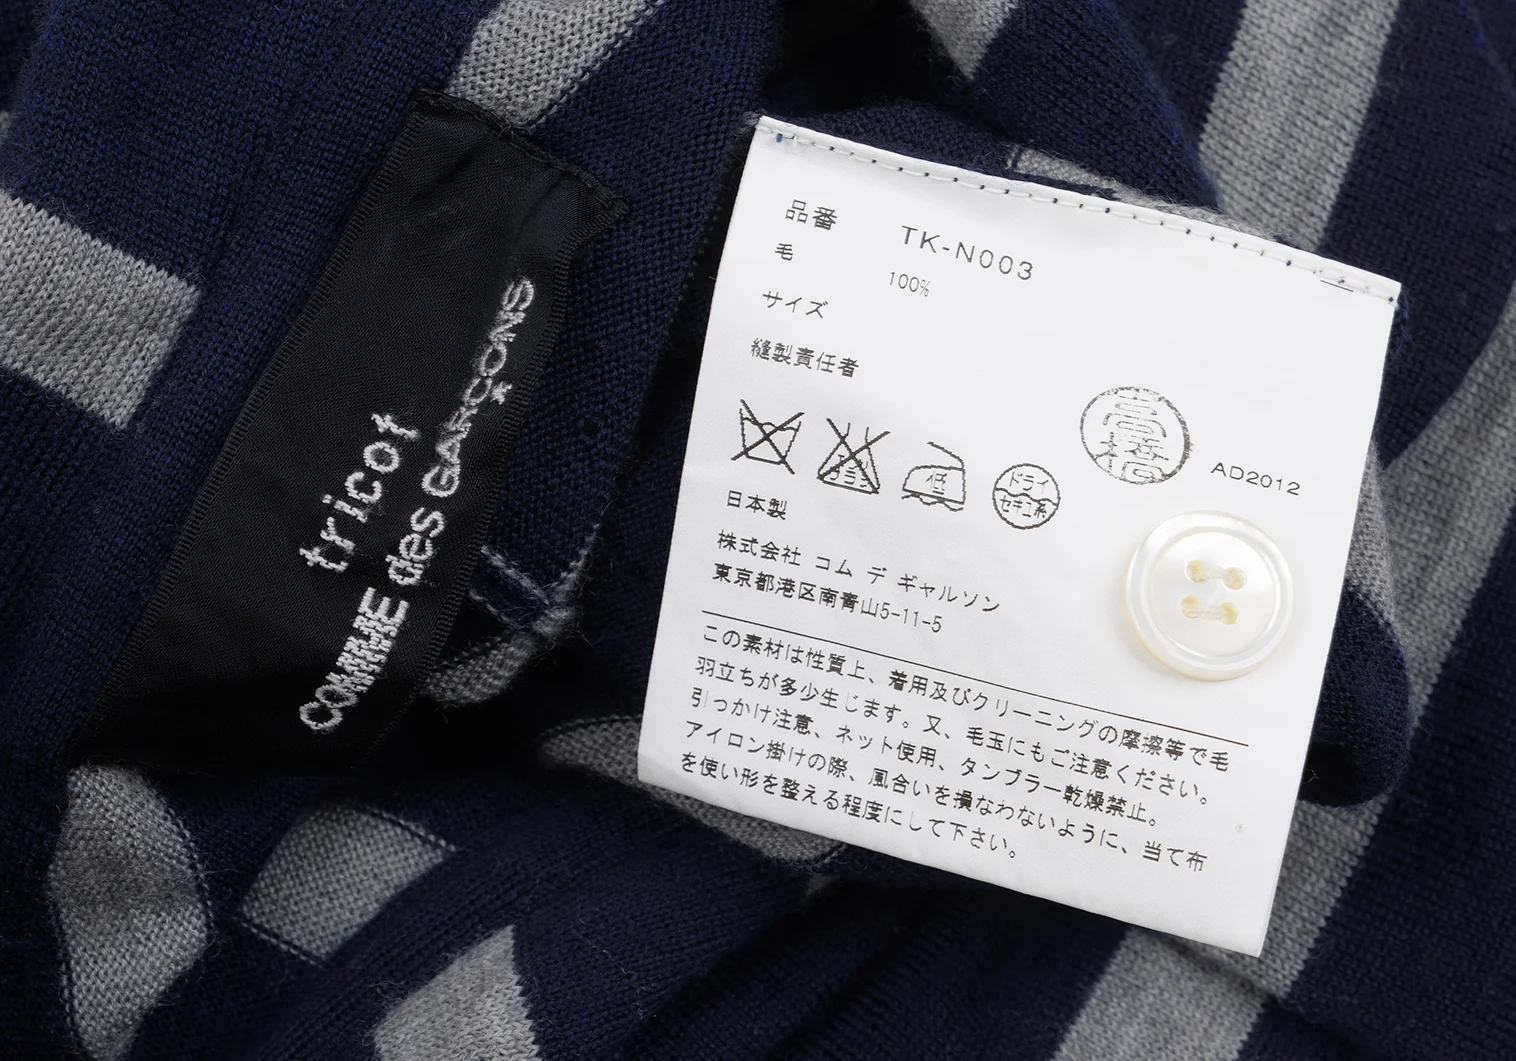 tricot
COMME des GARÇONS
品番 TK-N003
毛 100%
サイズ
縫製責任者
高橋
AD2012
低
ドライ
セキユ系
日本製
株式会社 コム デ ギャルソン
東京都港区南青山5-11-5
この素材は性質上、着用及びクリーニングの摩擦等で毛
羽立ちが多少生じます。又、毛玉にもご注意ください。
引っかけ注意、ネット使用、タンブラー乾燥禁止。
アイロン掛けの際、風合いを損なわないように、当て布
を使い形を整える程度にして下さい。